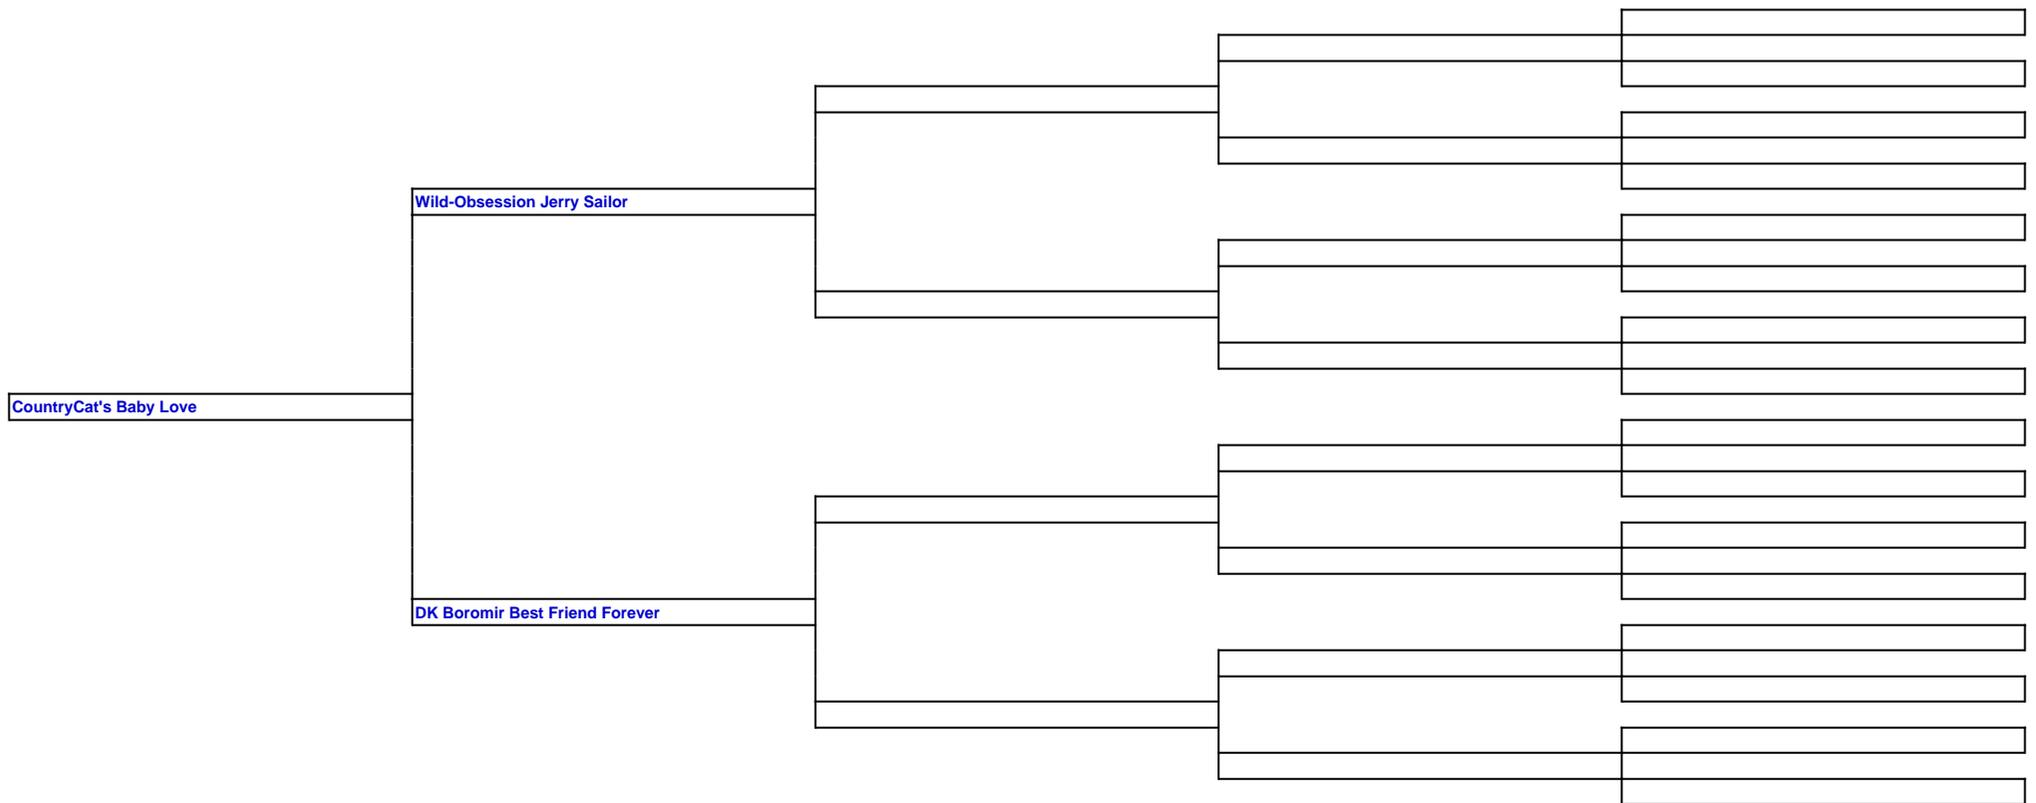 Wild-Obsession Jerry Sailor
CountryCat's Baby Love
DK Boromir Best Friend Forever